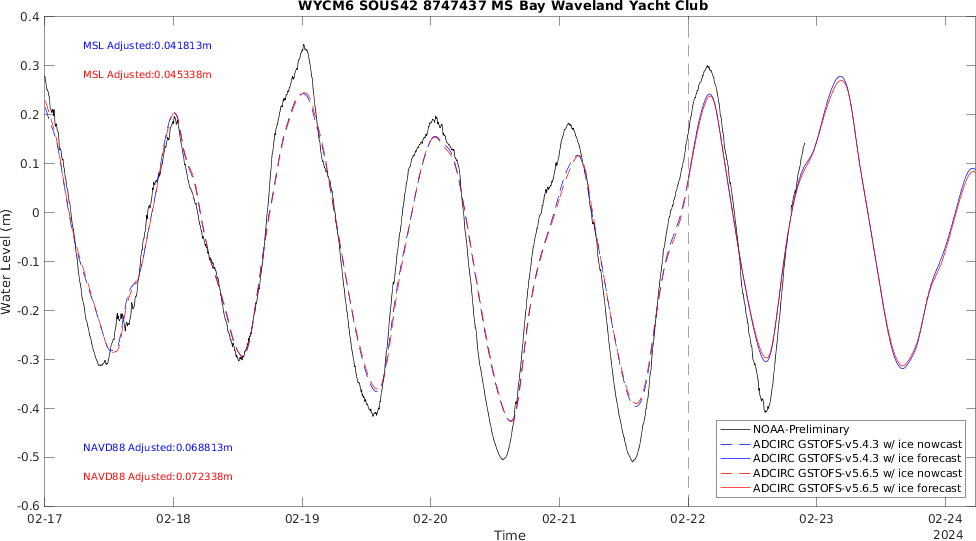 WYCM6 SOUS42 8747437 MS Bay Waveland Yacht Club
0.4
0.3
0.2
0.1
0
-0.1
-0.2
-0.3
-0.4
-0.5
-0.6
Water Level (m)
MSL Adjusted:0.041813m
MSL Adjusted:0.045338m
NAVD88 Adjusted:0.068813m
NAVD88 Adjusted:0.072338m
NOAA-Preliminary
ADCIRC GSTOFS-v5.4.3 w/ ice nowcast
ADCIRC GSTOFS-v5.4.3 w/ ice forecast
ADCIRC GSTOFS-v5.6.5 w/ ice nowcast
ADCIRC GSTOFS-v5.6.5 w/ ice forecast
02-17 02-18 02-19 02-20 02-21 02-22 02-23 02-24
Time
2024